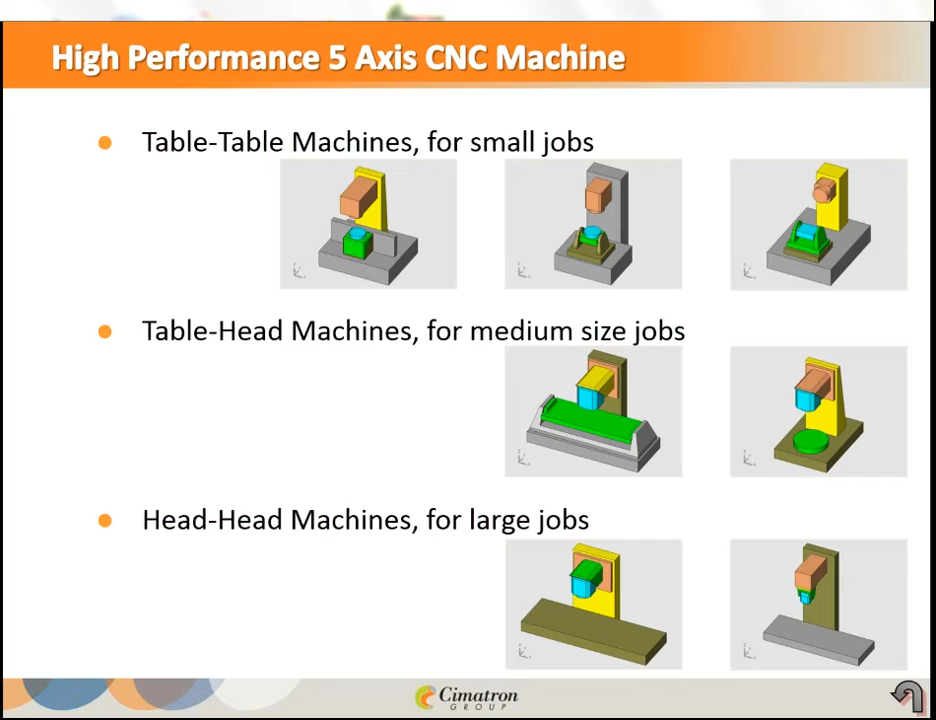 High Performance 5 Axis CNC Machine
Table-Table Machines, for small jobs
Table-Head Machines, for medium size jobs
Head-Head Machines, for large jobs
Cimatron
GROUP